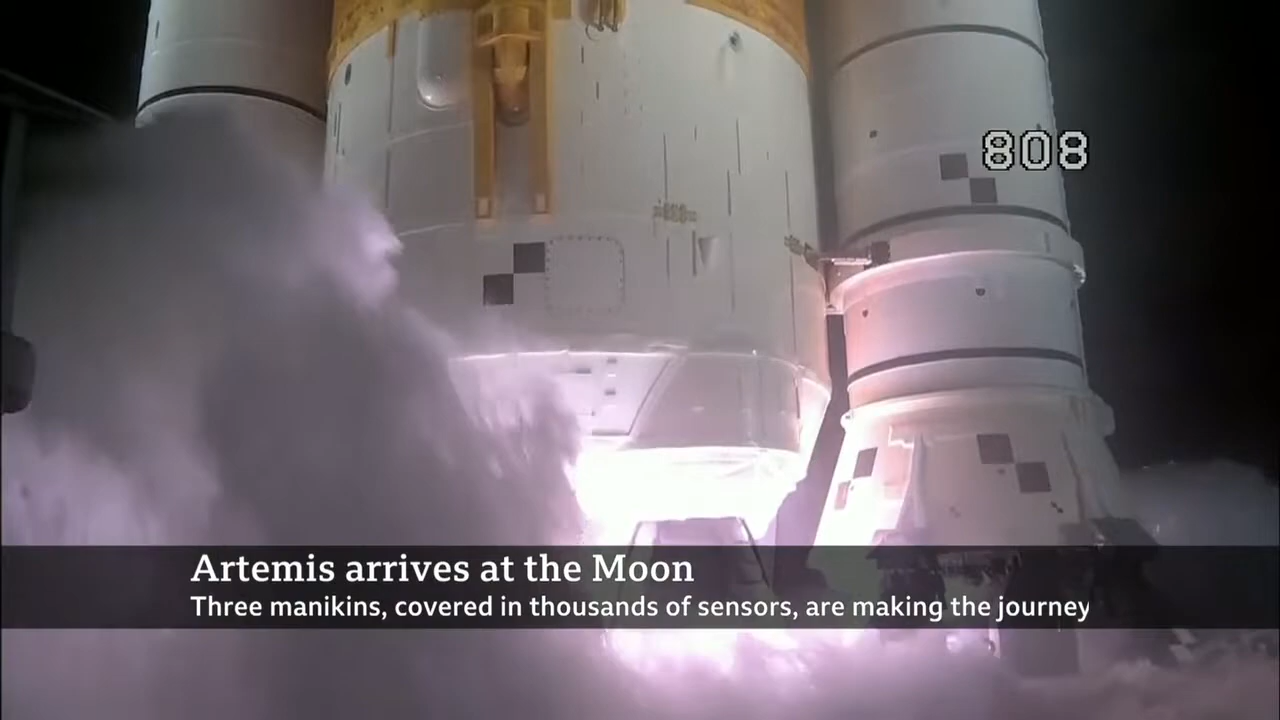 808
Artemis arrives at the Moon
Three manikins, covered in thousands of sensors, are making the journey